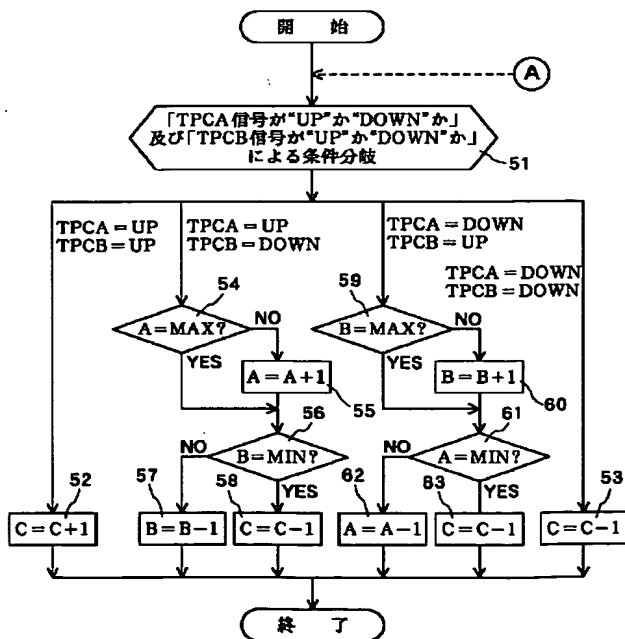 開 始
A
「TPCA信号が“UP”か“DOWN”か」
及び「TPCB信号が“UP”か“DOWN”か」
による条件分岐
51
TPCA=UP
TPCB=UP
TPCA=UP
TPCB=DOWN
TPCA=DOWN
TPCB=UP
TPCA=DOWN
TPCB=DOWN
54
A=MAX?
NO
YES
A=A+1
55
59
B=MAX?
NO
YES
B=B+1
60
56
B=MIN?
NO
YES
61
A=MIN?
NO
YES
52
C=C+1
57
B=B-1
58
C=C-1
62
A=A-1
63
C=C-1
53
C=C-1
終 了